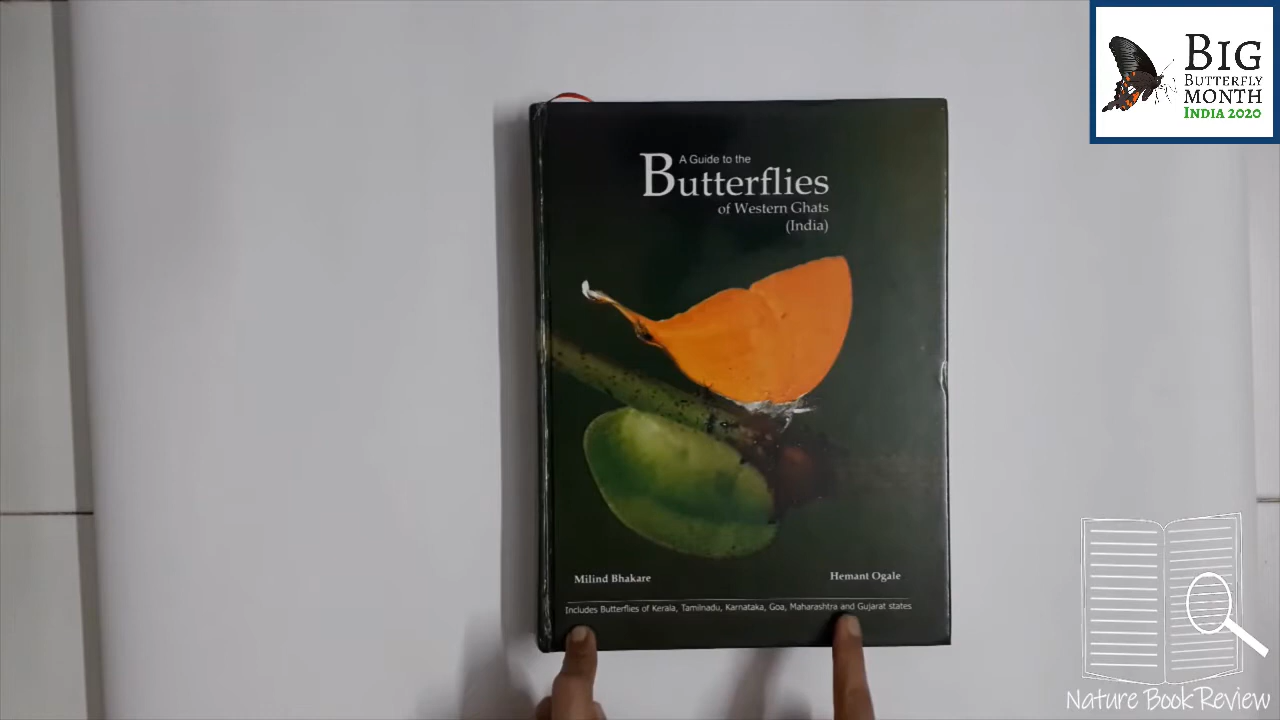 A Guide to the
Butterflies
of Western Ghats
(India)
Milind Bhakare
Hemant Ogale
Includes Butterflies of Kerala, Tamilnadu, Karnataka, Goa, Maharashtra and Gujarat states
BIG
BUTTERFLY
MONTH
INDIA 2020
Nature Book Review